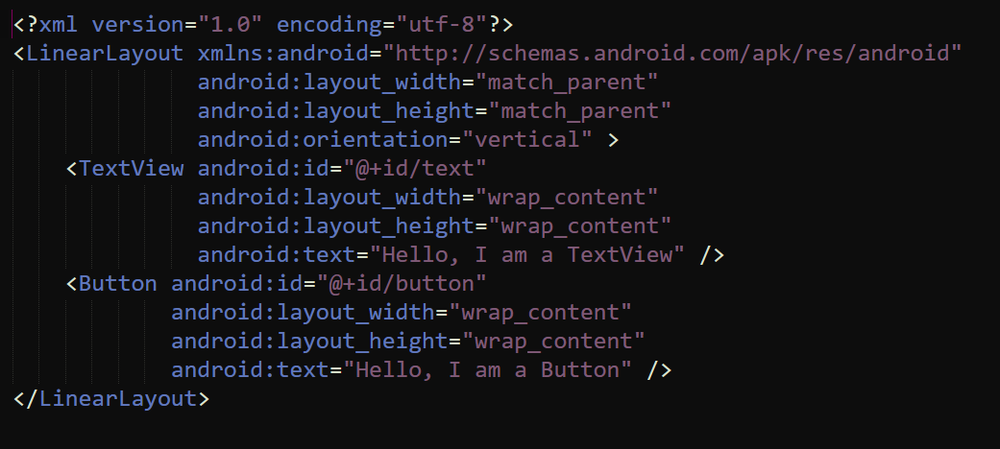 <?xml version="1.0" encoding="utf-8"?>
<LinearLayout xmlns:android="http://schemas.android.com/apk/res/android"
              android:layout_width="match_parent"
              android:layout_height="match_parent"
              android:orientation="vertical" >
    <TextView android:id="@+id/text"
              android:layout_width="wrap_content"
              android:layout_height="wrap_content"
              android:text="Hello, I am a TextView" />
    <Button android:id="@+id/button"
            android:layout_width="wrap_content"
            android:layout_height="wrap_content"
            android:text="Hello, I am a Button" />
</LinearLayout>